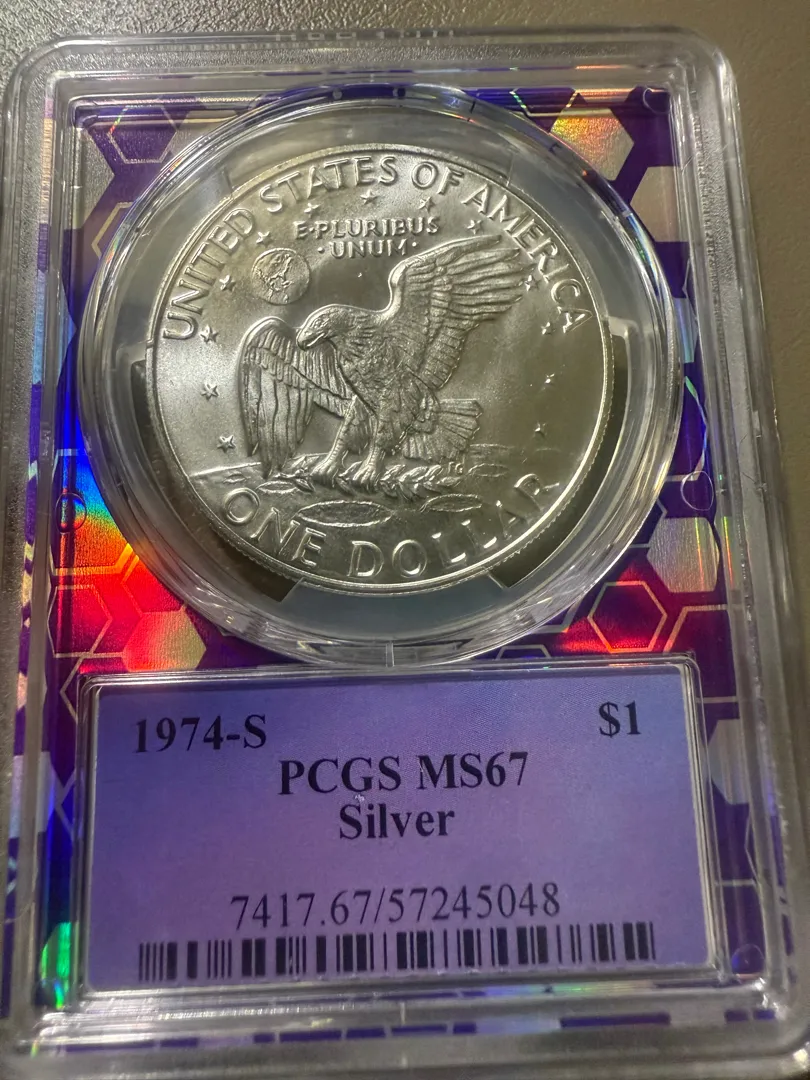 UNITED STATES OF AMERICA
E·PLURIBUS
·UNUM·
ONE DOLLAR
1974-S $1
PCGS MS67
Silver
7417.67/57245048